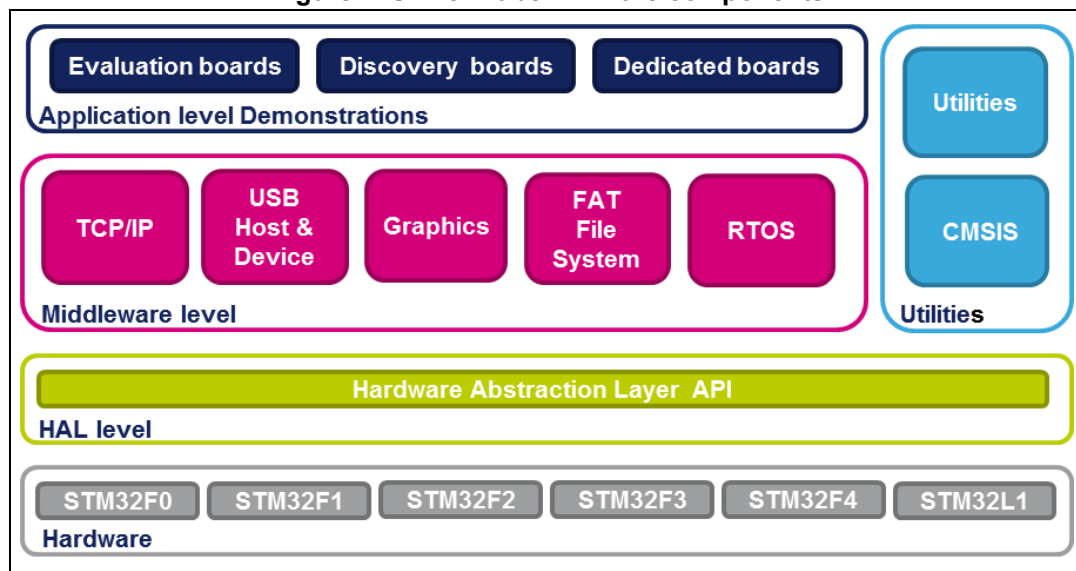 Evaluation boards
Discovery boards
Dedicated boards
Application level Demonstrations
Utilities
TCP/IP
USB
Host &
Device
Graphics
FAT
File
System
RTOS
CMSIS
Middleware level
Utilities
Hardware Abstraction Layer API
HAL level
STM32F0
STM32F1
STM32F2
STM32F3
STM32F4
STM32L1
Hardware